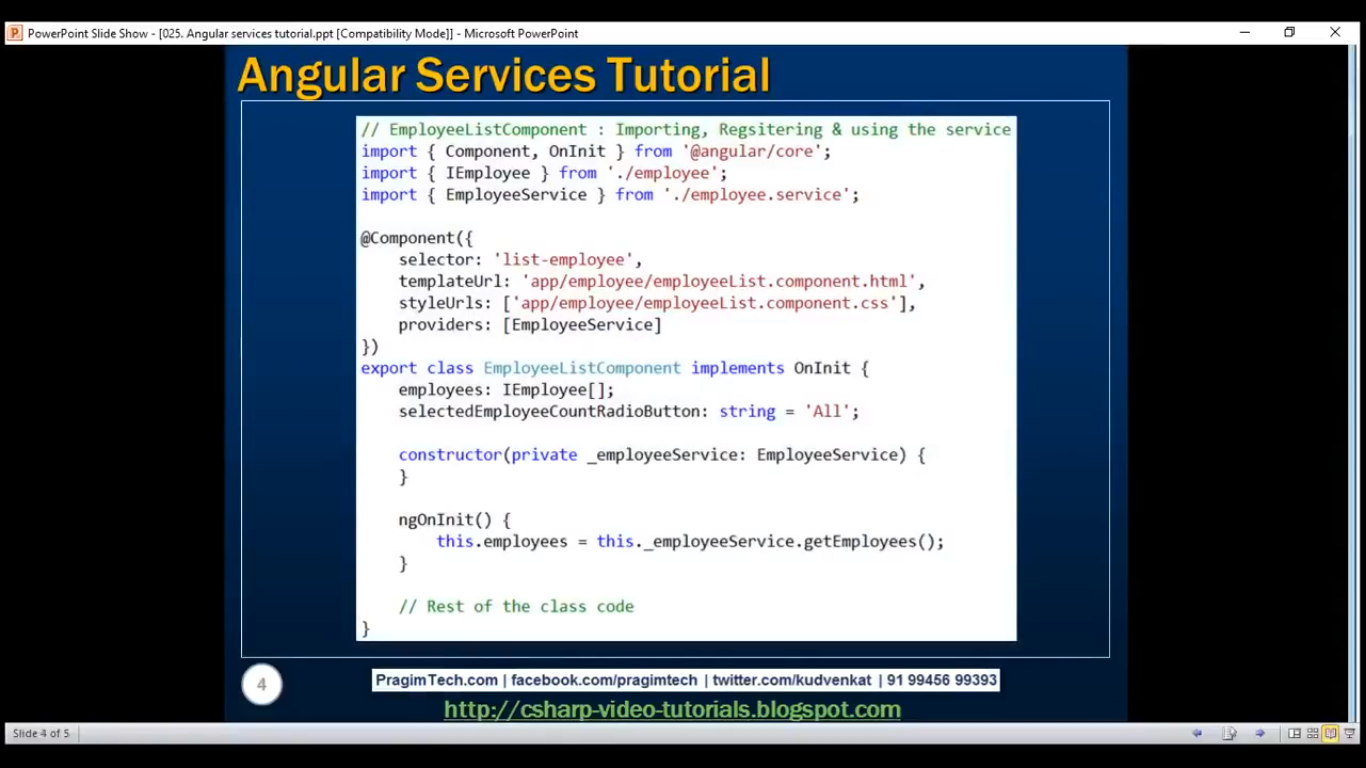 PowerPoint Slide Show - [025. Angular services tutorial.ppt [Compatibility Mode]] - Microsoft PowerPoint
Angular Services Tutorial
// EmployeeListComponent : Importing, Regsitering & using the service
import { Component, OnInit } from '@angular/core';
import { IEmployee } from './employee';
import { EmployeeService } from './employee.service';
@Component({
    selector: 'list-employee',
    templateUrl: 'app/employee/employeeList.component.html',
    styleUrls: ['app/employee/employeeList.component.css'],
    providers: [EmployeeService]
})
export class EmployeeListComponent implements OnInit {
    employees: IEmployee[];
    selectedEmployeeCountRadioButton: string = 'All';
    constructor(private _employeeService: EmployeeService) {
    }
    ngOnInit() {
        this.employees = this._employeeService.getEmployees();
    }
    // Rest of the class code
}
4
PragimTech.com | facebook.com/pragimtech | twitter.com/kudvenkat | 91 99456 99393
http://csharp-video-tutorials.blogspot.com
Slide 4 of 5